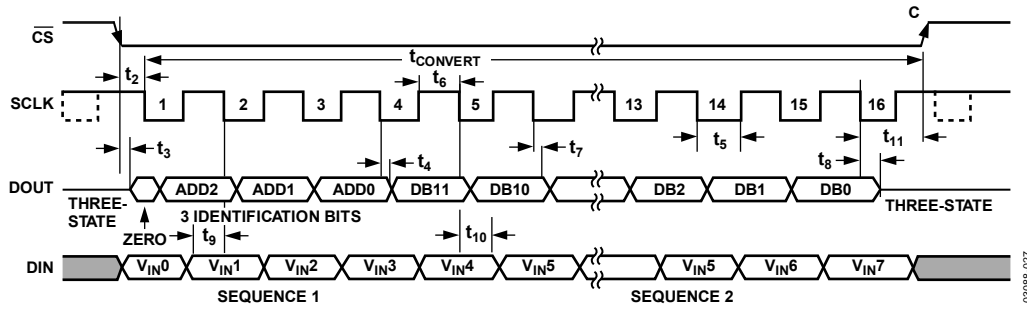 C
CS
tCONVERT
t2
t6
SCLK
1 2 3 4 5 13 14 15 16
t3
t4
t7
t5
t8
t11
DOUT
ADD2 ADD1 ADD0 DB11 DB10 DB2 DB1 DB0
THREE-STATE
3 IDENTIFICATION BITS
THREE-STATE
ZERO
t9
t10
DIN
VIN0 VIN1 VIN2 VIN3 VIN4 VIN5 VIN5 VIN6 VIN7
SEQUENCE 1
SEQUENCE 2
03088-027